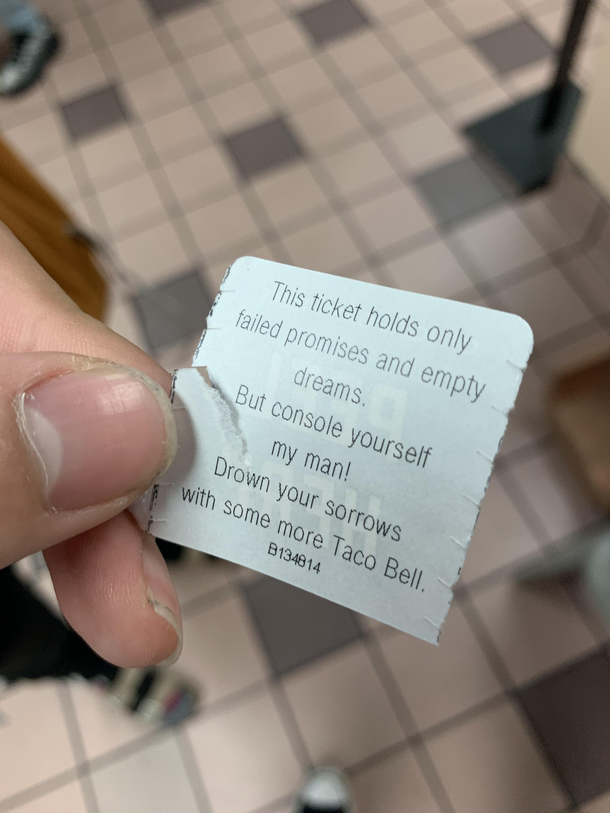 This ticket holds only
failed promises and empty
dreams.
But console yourself
my man!
Drown your sorrows
with some more Taco Bell.
B134814